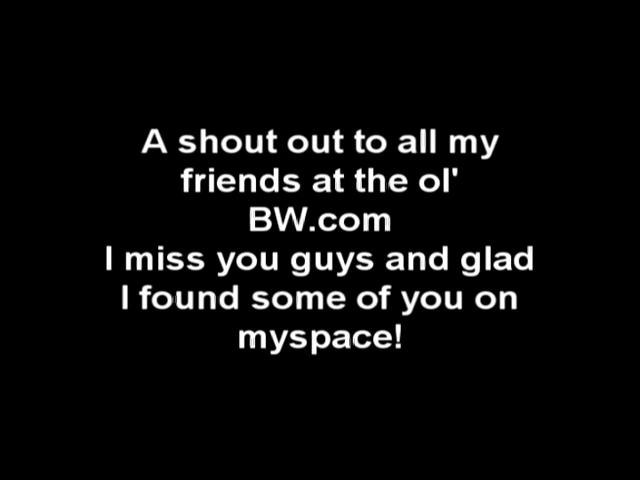 A shout out to all my
friends at the ol'
BW.com
I miss you guys and glad
I found some of you on
myspace!